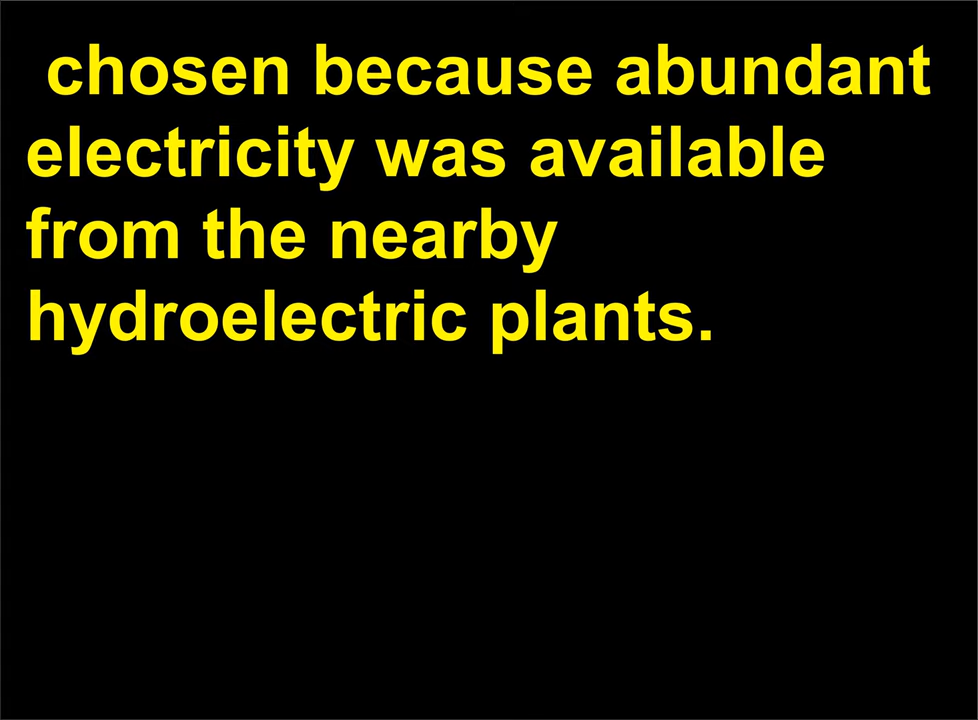 chosen because abundant
electricity was available
from the nearby
hydroelectric plants.